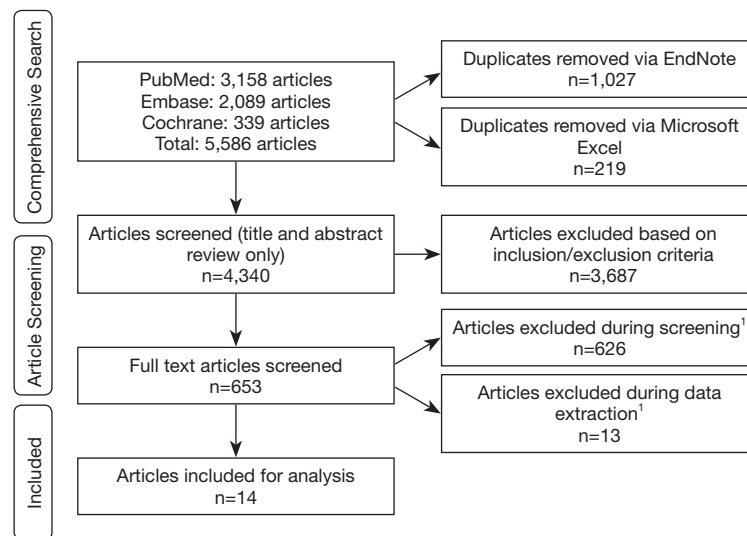 Comprehensive Search
PubMed: 3,158 articles
Embase: 2,089 articles
Cochrane: 339 articles
Total: 5,586 articles
Duplicates removed via EndNote
n=1,027
Duplicates removed via Microsoft
Excel
n=219
Article Screening
Articles screened (title and abstract
review only)
n=4,340
Articles excluded based on
inclusion/exclusion criteria
n=3,687
Full text articles screened
n=653
Articles excluded during screening¹
n=626
Articles excluded during data
extraction¹
n=13
Included
Articles included for analysis
n=14